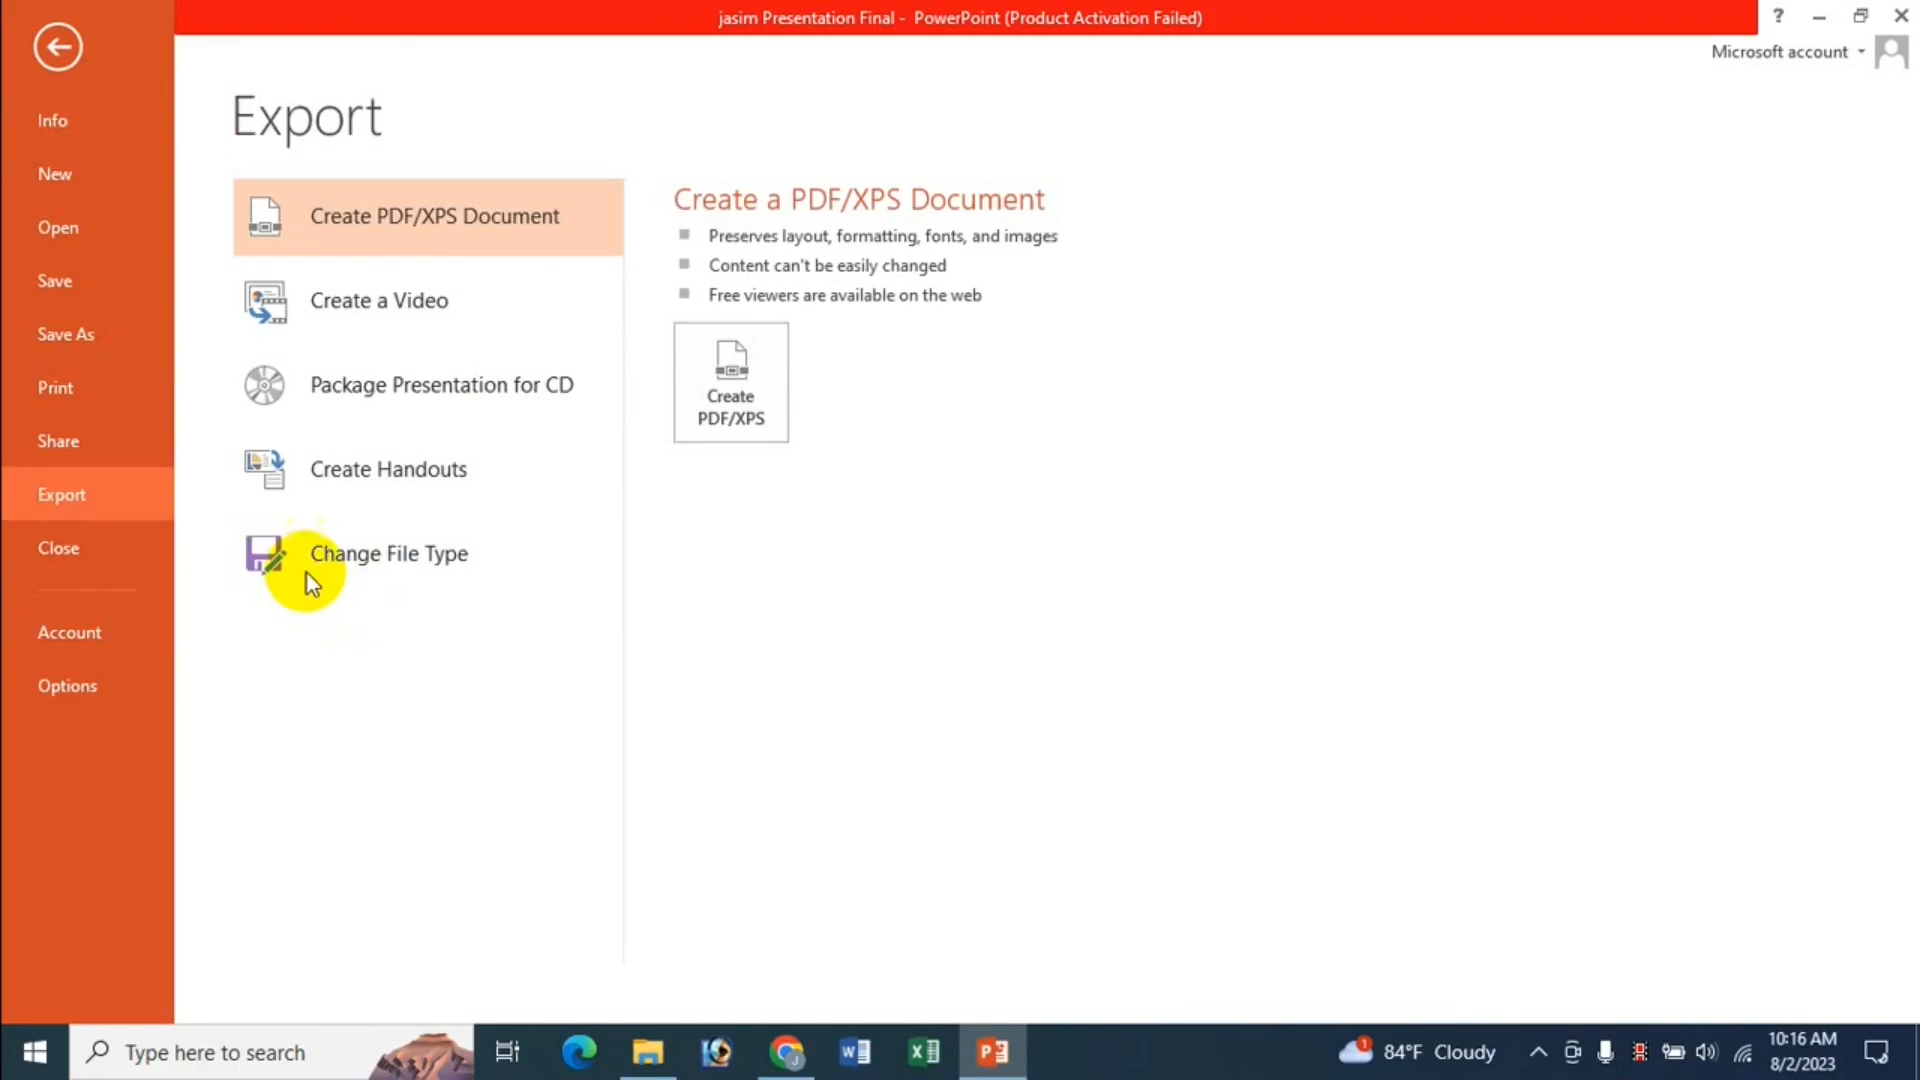 jasim Presentation Final - PowerPoint (Product Activation Failed)
?
Microsoft account
Info
New
Open
Save
Save As
Print
Share
Export
Close
Account
Options
Export
Create PDF/XPS Document
Create a Video
Package Presentation for CD
Create Handouts
Change File Type
Create a PDF/XPS Document
Preserves layout, formatting, fonts, and images
Content can't be easily changed
Free viewers are available on the web
Create
PDF/XPS
Type here to search
1
84°F Cloudy
10:16 AM
8/2/2023